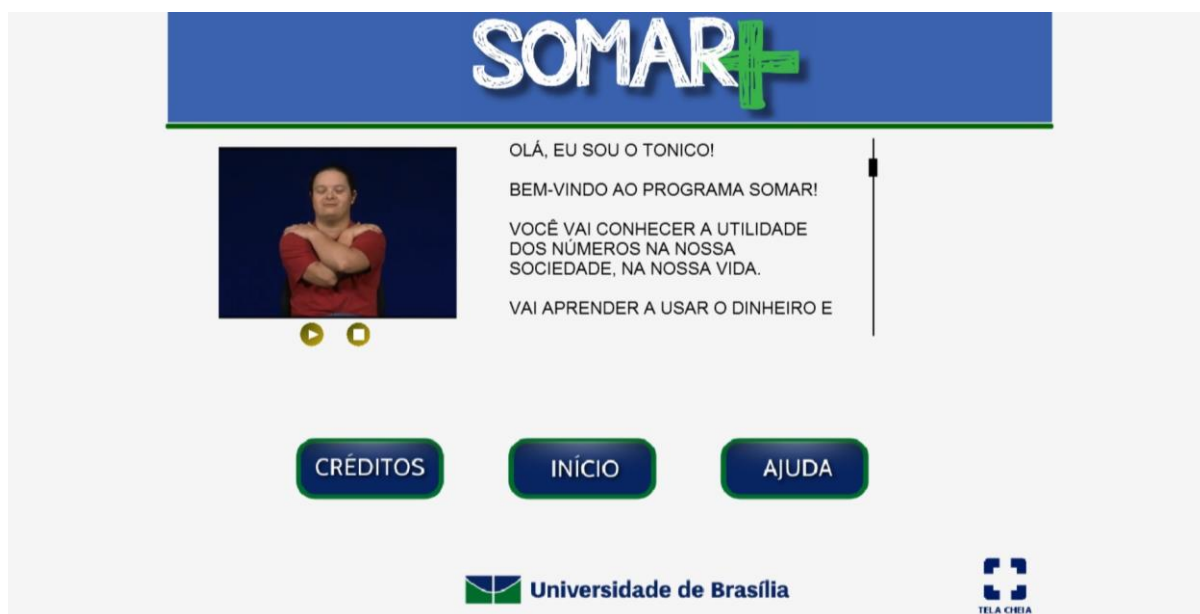 SOMAR+
OLÁ, EU SOU O TONICO!
BEM-VINDO AO PROGRAMA SOMAR!
VOCÊ VAI CONHECER A UTILIDADE
DOS NÚMEROS NA NOSSA
SOCIEDADE, NA NOSSA VIDA.
VAI APRENDER A USAR O DINHEIRO E
CRÉDITOS
INÍCIO
AJUDA
Universidade de Brasília
TELA CHEIA